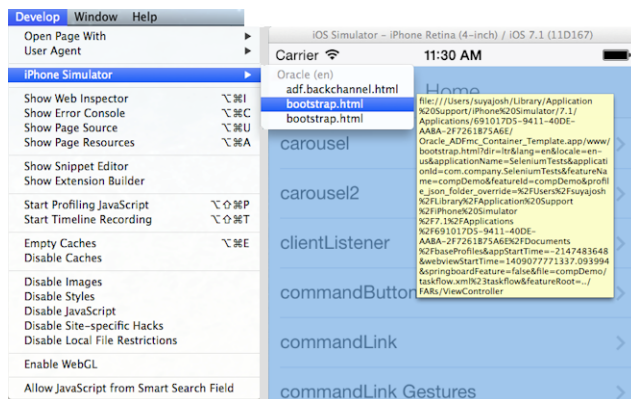 Develop Window Help
Open Page With
User Agent
iPhone Simulator
Show Web Inspector ⌥⌘I
Show Error Console ⌥⌘C
Show Page Source ⌥⌘U
Show Page Resources ⌥⌘A
Show Snippet Editor
Show Extension Builder
Start Profiling JavaScript ⌥⇧⌘P
Start Timeline Recording ⌥⇧⌘T
Empty Caches ⌥⌘E
Disable Caches
Disable Images
Disable Styles
Disable JavaScript
Disable Site-specific Hacks
Disable Local File Restrictions
Enable WebGL
Allow JavaScript from Smart Search Field
iOS Simulator – iPhone Retina (4-inch) / iOS 7.1 (11D167)
Carrier 11:30 AM
Home
Oracle (en)
adf.backchannel.html
bootstrap.html
bootstrap.html
carousel
carousel2
clientListener
commandButton
commandLink
commandLink Gestures
file:///Users/suyajosh/Library/Application
%20Support/iPhone%20Simulator/7.1/
Applications/691017D5-9411-40DE-
AABA-2F7261B75A6E/
Oracle_ADFmc_Container_Template.app/www/
bootstrap.html?dir=ltr&lang=en&locale=en-
us&applicationName=SeleniumTests&applicati
onId=com.company.SeleniumTests&featureNa
me=compDemo&featureId=compDemo&profil
e_json_folder_override=%2FUsers%2Fsuyajosh
%2FLibrary%2FApplication%20Support
%2FiPhone%20Simulator
%2F7.1%2FApplications
%2F691017D5-9411-40DE-
AABA-2F7261B75A6E%2FDocuments
%2FbaseProfiles&appStartTime=-2147483648
&webviewStartTime=1409077771337.093994
&springboardFeature=false&file=compDemo/
taskflow.xml%23taskflow&featureRoot=../
FARs/ViewController